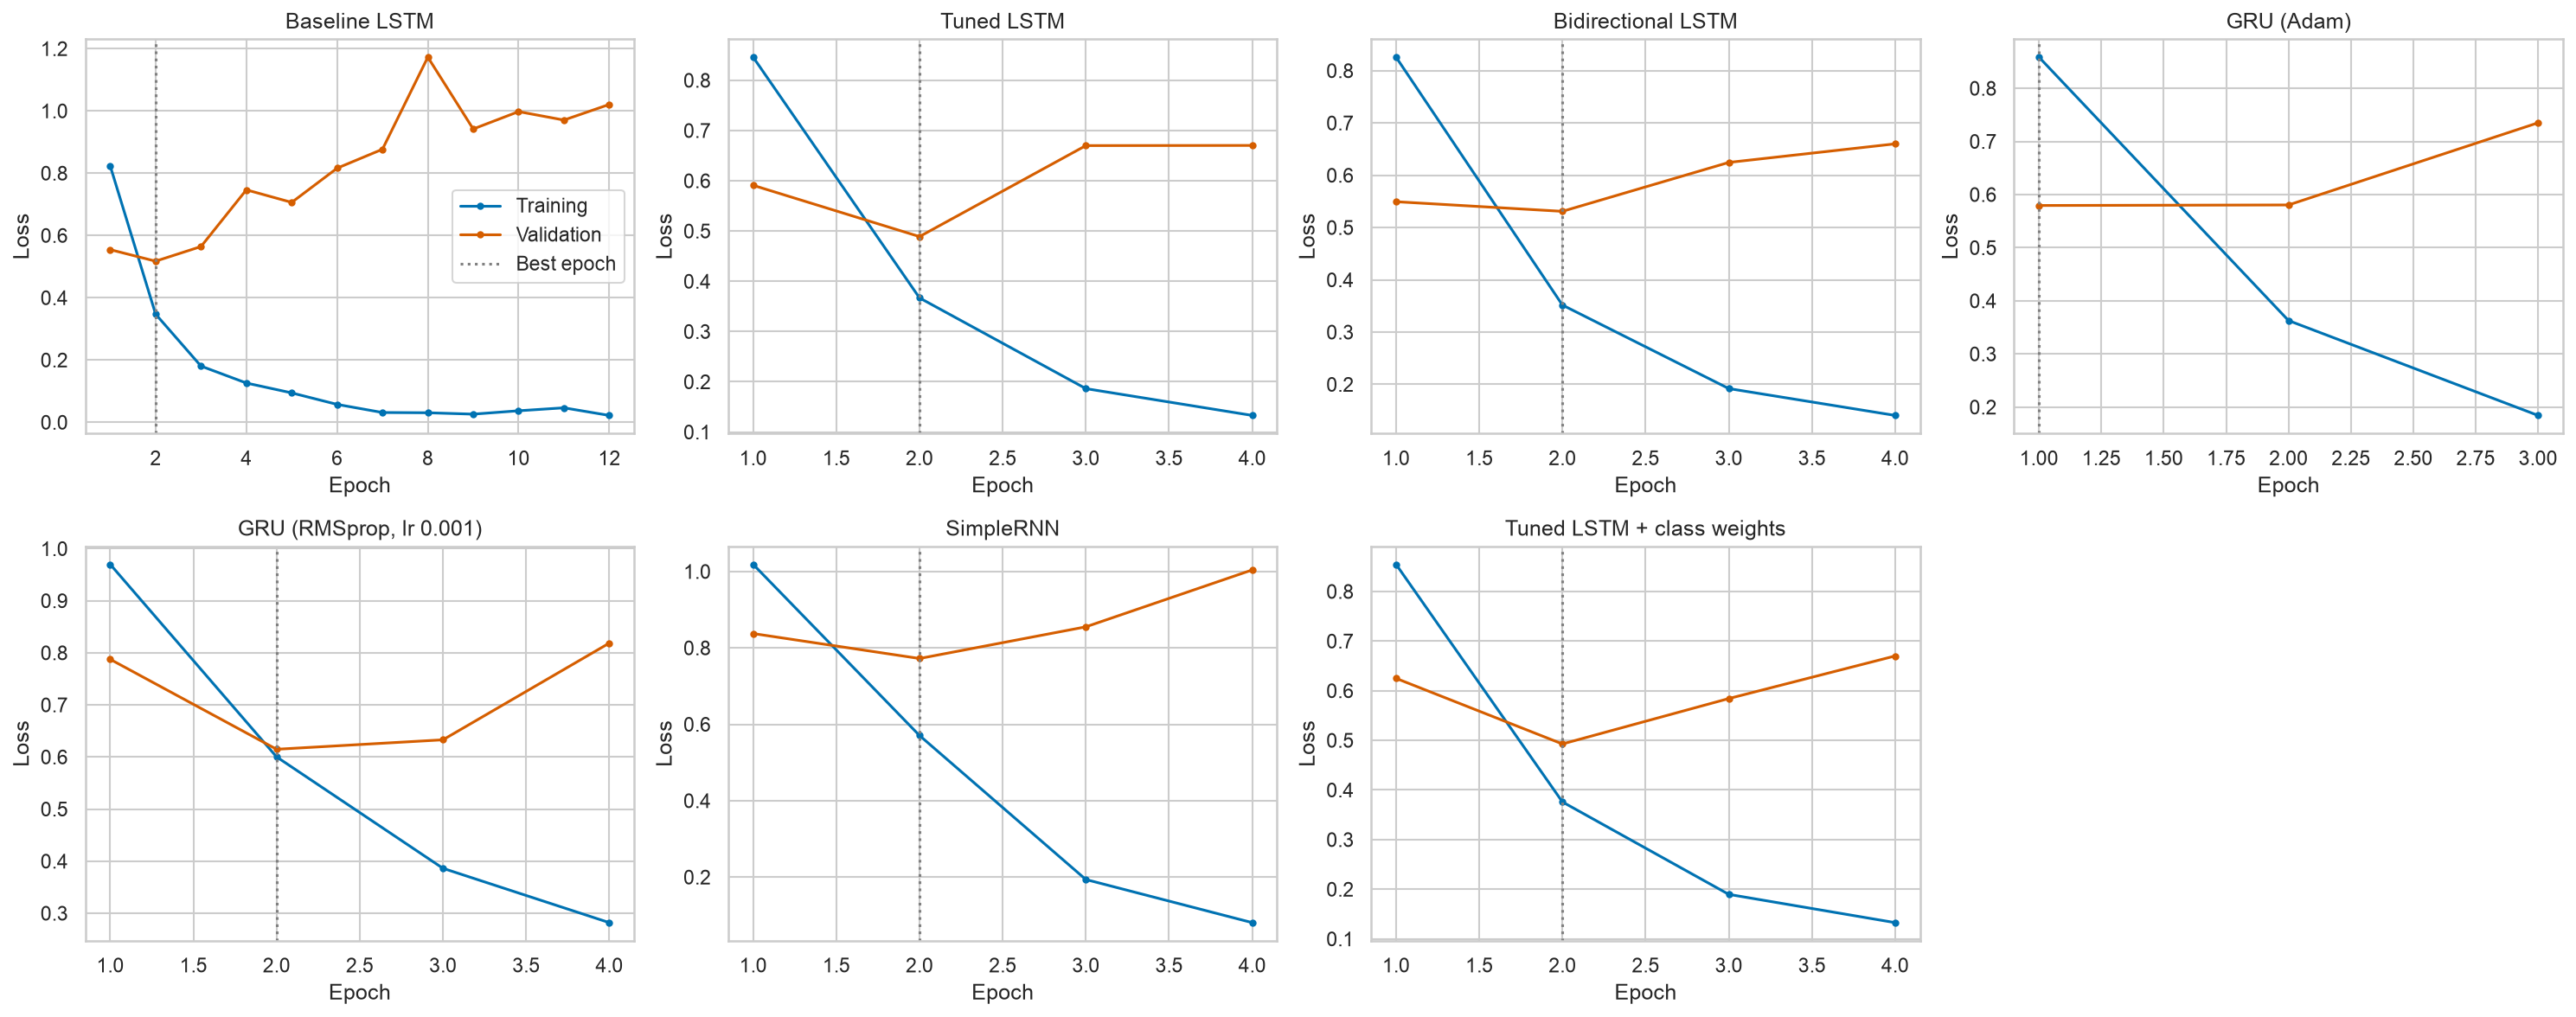 Baseline LSTM
1.2
1.0
0.8
0.6
0.4
0.2
0.0
Loss
Training
Validation
Best epoch
2 4 6 8 10 12
Epoch
Tuned LSTM
0.8
0.7
0.6
0.5
0.4
0.3
0.2
0.1
Loss
1.0 1.5 2.0 2.5 3.0 3.5 4.0
Epoch
Bidirectional LSTM
0.8
0.7
0.6
0.5
0.4
0.3
0.2
Loss
1.0 1.5 2.0 2.5 3.0 3.5 4.0
Epoch
GRU (Adam)
0.8
0.7
0.6
0.5
0.4
0.3
0.2
Loss
1.00 1.25 1.50 1.75 2.00 2.25 2.50 2.75 3.00
Epoch
GRU (RMSprop, lr 0.001)
1.0
0.9
0.8
0.7
0.6
0.5
0.4
0.3
Loss
1.0 1.5 2.0 2.5 3.0 3.5 4.0
Epoch
SimpleRNN
1.0
0.8
0.6
0.4
0.2
Loss
1.0 1.5 2.0 2.5 3.0 3.5 4.0
Epoch
Tuned LSTM + class weights
0.8
0.7
0.6
0.5
0.4
0.3
0.2
0.1
Loss
1.0 1.5 2.0 2.5 3.0 3.5 4.0
Epoch